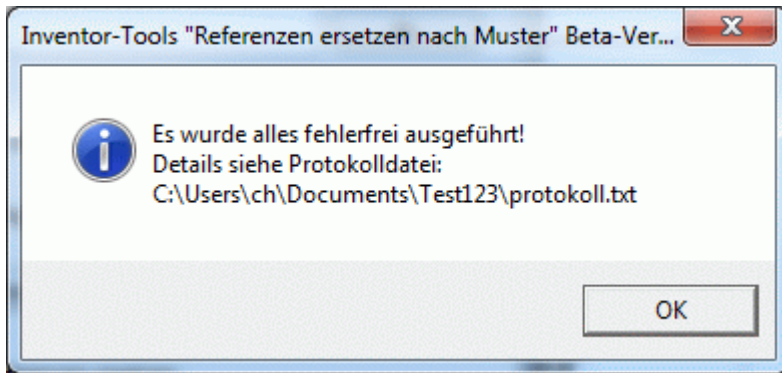 Inventor-Tools "Referenzen ersetzen nach Muster" Beta-Ver...
Es wurde alles fehlerfrei ausgeführt!
Details siehe Protokolldatei:
C:\Users\ch\Documents\Test123\protokoll.txt
OK